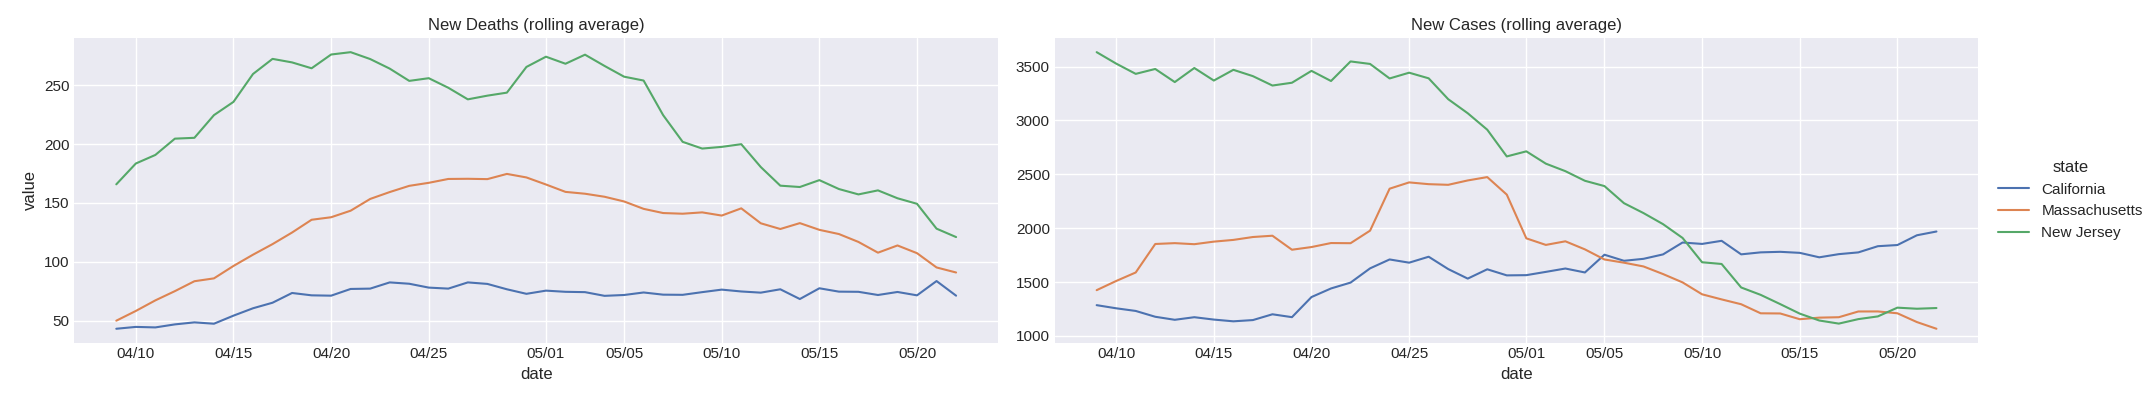 New Deaths (rolling average)
250
200
150
100
50
value
04/10 04/15 04/20 04/25 05/01 05/05 05/10 05/15 05/20
date
New Cases (rolling average)
3500
3000
2500
2000
1500
1000
04/10 04/15 04/20 04/25 05/01 05/05 05/10 05/15 05/20
date
state
California
Massachusetts
New Jersey